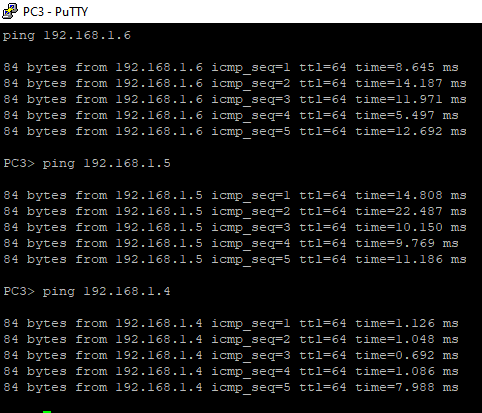 PC3 - PuTTY
ping 192.168.1.6
84 bytes from 192.168.1.6 icmp_seq=1 ttl=64 time=8.645 ms
84 bytes from 192.168.1.6 icmp_seq=2 ttl=64 time=14.187 ms
84 bytes from 192.168.1.6 icmp_seq=3 ttl=64 time=11.971 ms
84 bytes from 192.168.1.6 icmp_seq=4 ttl=64 time=5.497 ms
84 bytes from 192.168.1.6 icmp_seq=5 ttl=64 time=12.692 ms
PC3> ping 192.168.1.5
84 bytes from 192.168.1.5 icmp_seq=1 ttl=64 time=14.808 ms
84 bytes from 192.168.1.5 icmp_seq=2 ttl=64 time=22.487 ms
84 bytes from 192.168.1.5 icmp_seq=3 ttl=64 time=10.150 ms
84 bytes from 192.168.1.5 icmp_seq=4 ttl=64 time=9.769 ms
84 bytes from 192.168.1.5 icmp_seq=5 ttl=64 time=11.186 ms
PC3> ping 192.168.1.4
84 bytes from 192.168.1.4 icmp_seq=1 ttl=64 time=1.126 ms
84 bytes from 192.168.1.4 icmp_seq=2 ttl=64 time=1.048 ms
84 bytes from 192.168.1.4 icmp_seq=3 ttl=64 time=0.692 ms
84 bytes from 192.168.1.4 icmp_seq=4 ttl=64 time=1.086 ms
84 bytes from 192.168.1.4 icmp_seq=5 ttl=64 time=7.988 ms